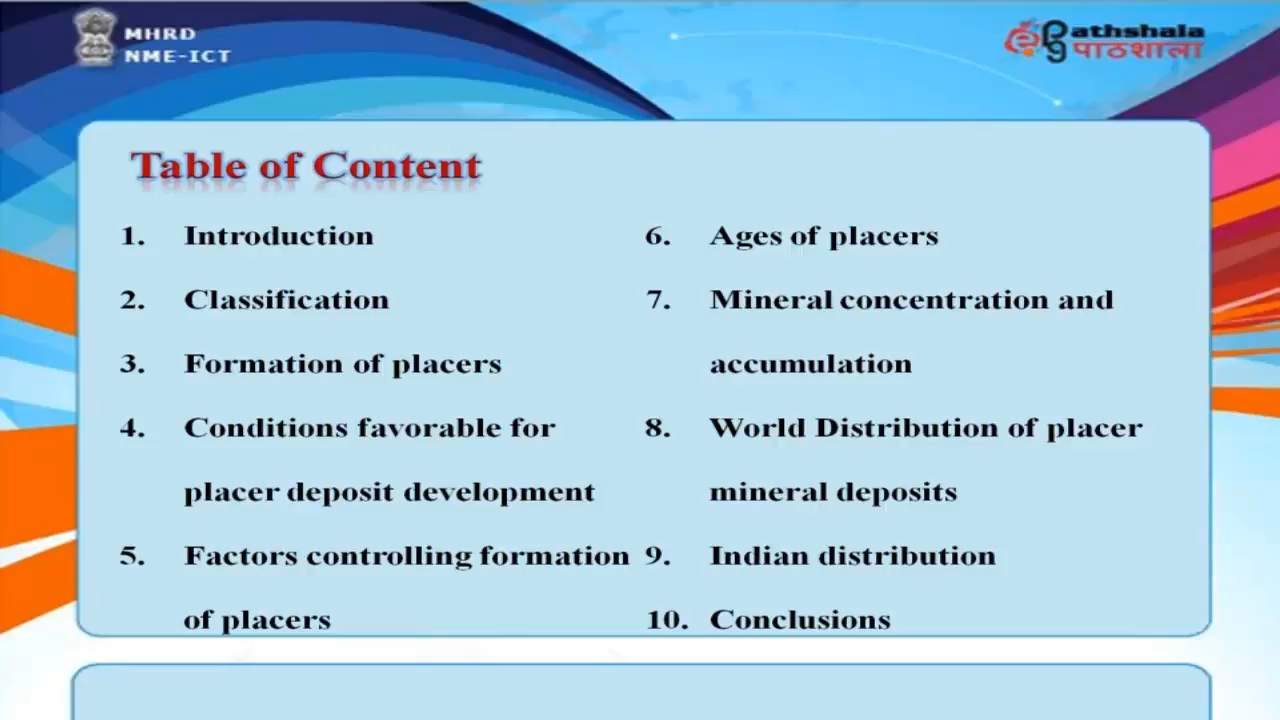 MHRD
NME-ICT
ePathshala
पाठशाला
Table of Content
1. Introduction
2. Classification
3. Formation of placers
4. Conditions favorable for
placer deposit development
5. Factors controlling formation
of placers
6. Ages of placers
7. Mineral concentration and
accumulation
8. World Distribution of placer
mineral deposits
9. Indian distribution
10. Conclusions